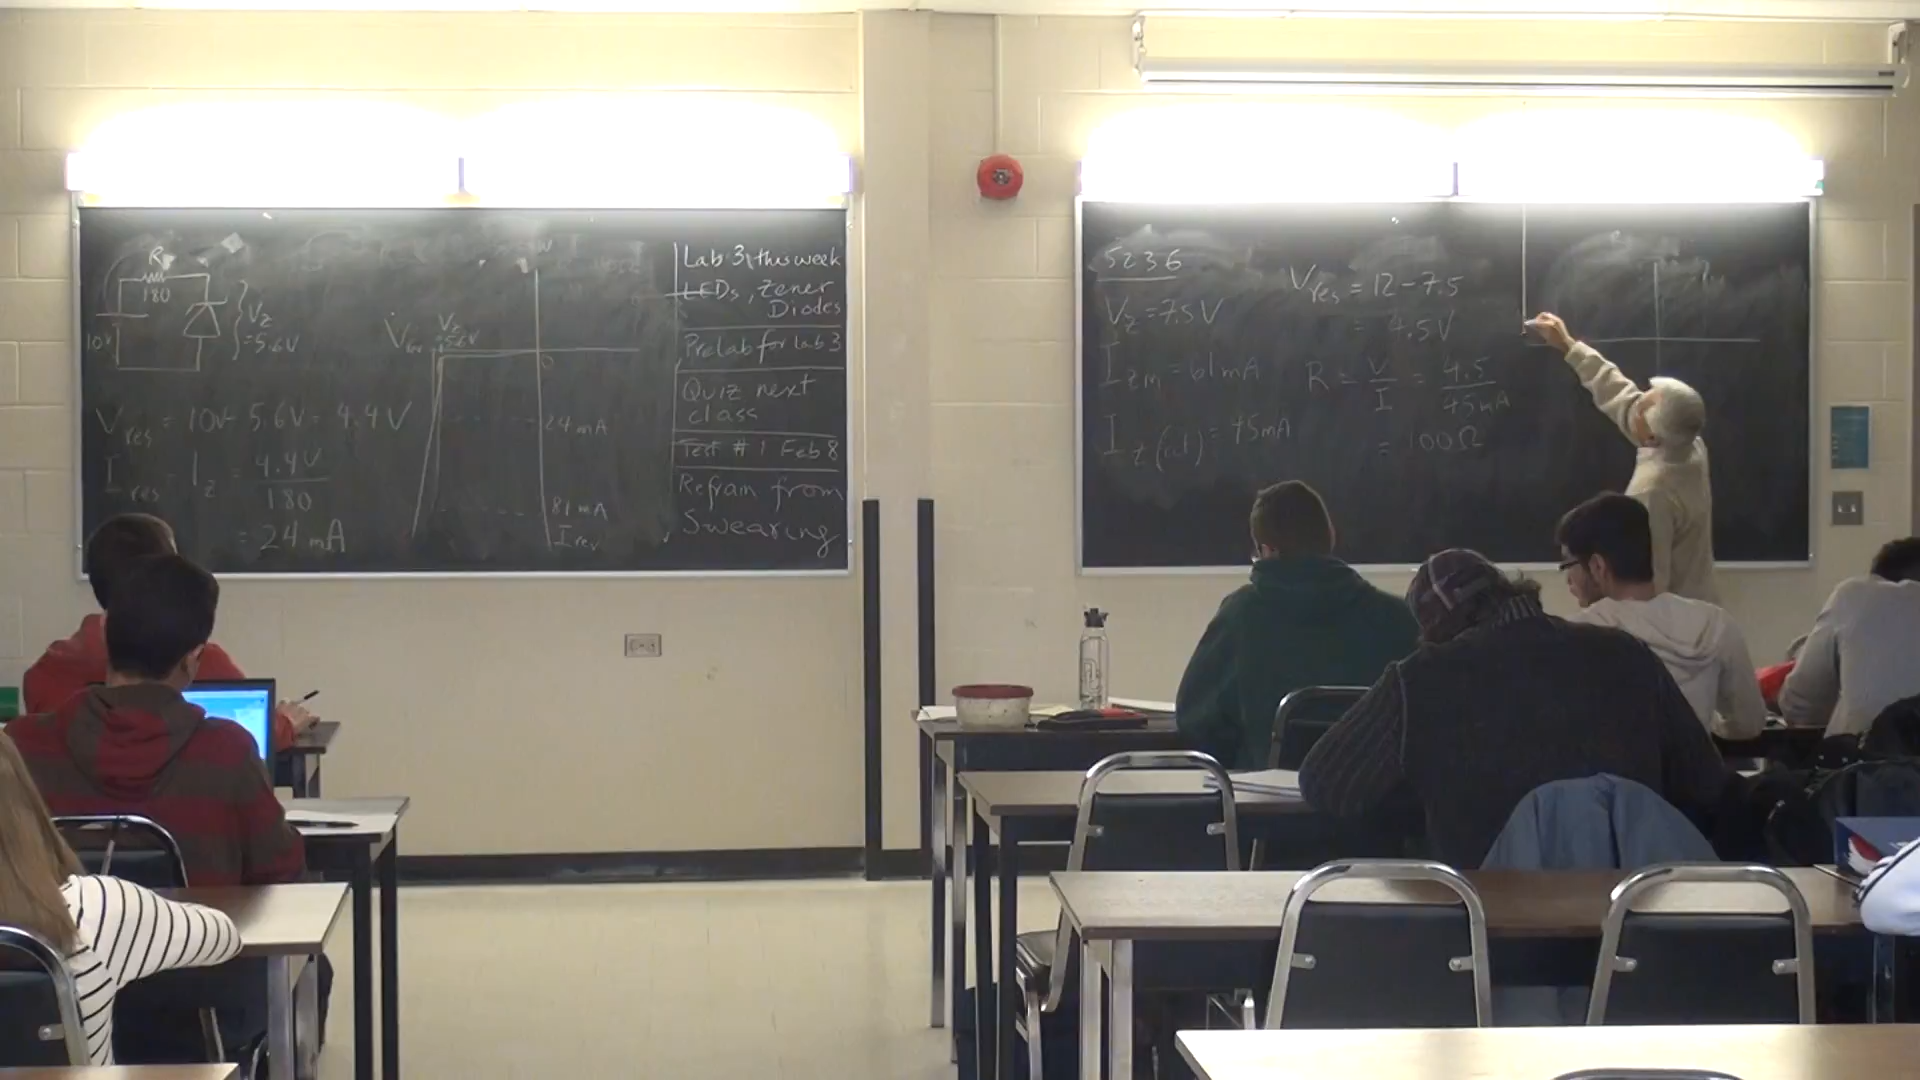 R
180
10V
Vz
=5.6V
Vres = 10V- 5.6V= 4.4V
Ires = Iz = 4.4V
180
= 24 mA
Vrev
Vz
5.6V
24 mA
81 mA
Irev
Lab 3 this week
LEDs, Zener
Diodes
Prelab for lab 3
Quiz next
class
Test # 1 Feb 8
Refrain from
Swearing
5236
Vz = 7.5V
Izm = 61mA
= 45mA
Vres = 12 - 7.5
= 4.5V
R = V = 4.5
I 45mA
= 100Ω